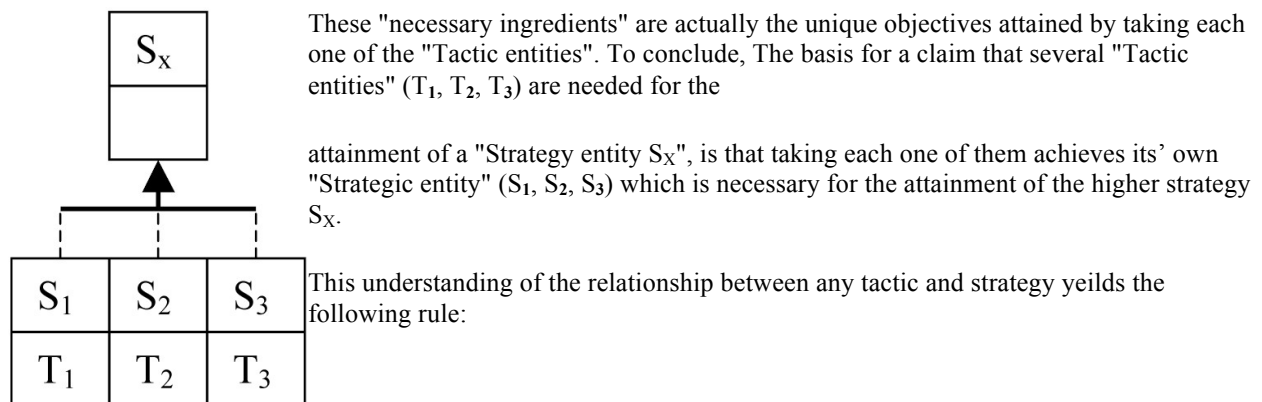 Sₓ
These "necessary ingredients" are actually the unique objectives attained by taking each
one of the "Tactic entities". To conclude, The basis for a claim that several "Tactic
entities" (T₁, T₂, T₃) are needed for the
attainment of a "Strategy entity S_X", is that taking each one of them achieves its’ own
"Strategic entity" (S₁, S₂, S₃) which is necessary for the attainment of the higher strategy
S_X.
This understanding of the relationship between any tactic and strategy yeilds the
following rule:
S₁ S₂ S₃
T₁ T₂ T₃